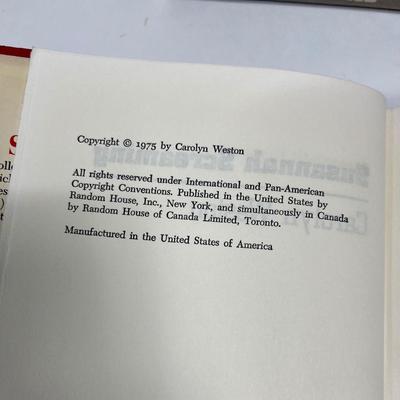 Copyright © 1975 by Carolyn Weston
All rights reserved under International and Pan-American
Copyright Conventions. Published in the United States by
Random House, Inc., New York, and simultaneously in Canada
by Random House of Canada Limited, Toronto.
Manufactured in the United States of America